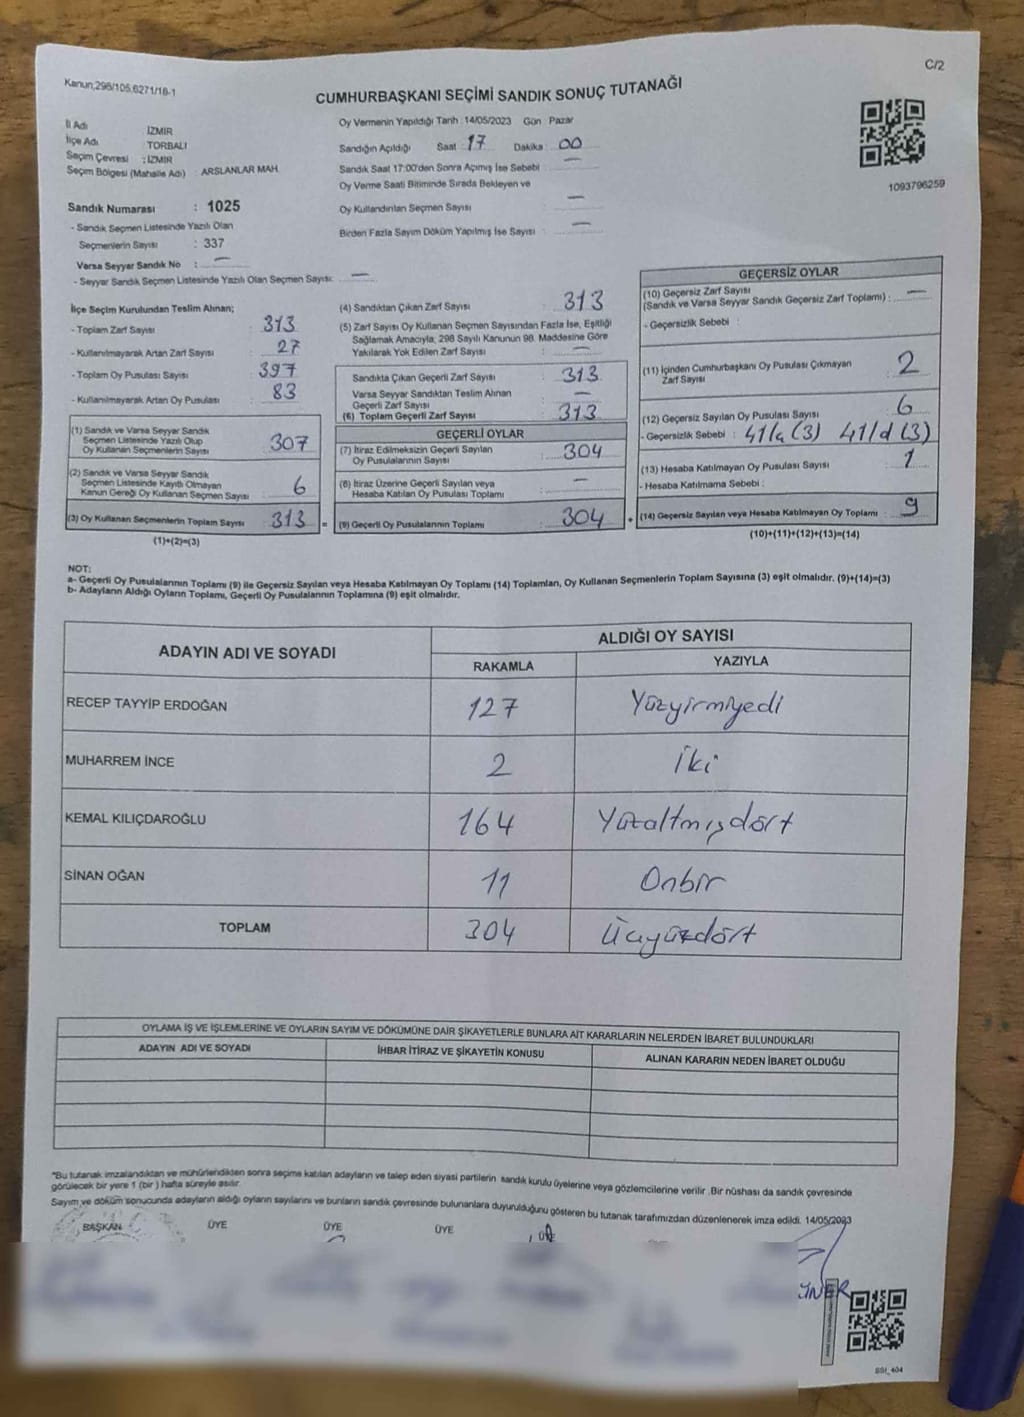 Kanun;298/105,6271/18-1
C/2
CUMHURBAŞKANI SEÇİMİ SANDIK SONUÇ TUTANAĞI
İl Adı İZMİR
İlçe Adı TORBALI
Seçim Çevresi : İZMİR
Seçim Bölgesi (Mahalle Adı) : ARSLANLAR MAH.
Sandık Numarası : 1025
- Sandık Seçmen Listesinde Yazılı Olan
Seçmenlerin Sayısı : 337
Varsa Seyyar Sandık No : —
- Seyyar Sandık Seçmen Listesinde Yazılı Olan Seçmen Sayısı: —
Oy Vermenin Yapıldığı Tarih :14/05/2023 Gün : Pazar
Sandığın Açıldığı Saat : 17 Dakika : 00
Sandık Saat 17:00'den Sonra Açımış İse Sebebi : —
Oy Verme Saati Bitiminde Sırada Bekleyen ve
Oy Kullandırılan Seçmen Sayısı : —
Birden Fazla Sayım Döküm Yapılmış İse Sayısı : —
1093796259
İlçe Seçim Kurulundan Teslim Alınan;
- Toplam Zarf Sayısı : 313
- Kullanılmayarak Artan Zarf Sayısı : 27
- Toplam Oy Pusulası Sayısı : 397
- Kullanılmayarak Artan Oy Pusulası : 83
(1) Sandık ve Varsa Seyyar Sandık
Seçmen Listesinde Yazılı Olup
Oy Kullanan Seçmenlerin Sayısı : 307
(2) Sandık ve Varsa Seyyar Sandık
Seçmen Listesinde Kayıtlı Olmayan
Kanun Gereği Oy Kullanan Seçmen Sayısı : 6
(3) Oy Kullanan Seçmenlerin Toplam Sayısı : 313 =
(1)+(2)=(3)
(4) Sandıktan Çıkan Zarf Sayısı : 313
(5) Zarf Sayısı Oy Kullanan Seçmen Sayısından Fazla İse, Eşitliği
Sağlamak Amacıyla, 298 Sayılı Kanunun 98. Maddesine Göre
Yakılarak Yok Edilen Zarf Sayısı : —
Sandıkta Çıkan Geçerli Zarf Sayısı : 313
Varsa Seyyar Sandıktan Teslim Alınan
Geçerli Zarf Sayısı : —
(6) Toplam Geçerli Zarf Sayısı : 313
GEÇERLİ OYLAR
(7) İtiraz Edilmeksizin Geçerli Sayılan
Oy Pusulalarının Sayısı : 304
(8) İtiraz Üzerine Geçerli Sayılan veya
Hesaba Katılan Oy Pusulası Toplamı : —
(9) Geçerli Oy Pusulalarının Toplamı : 304 +
GEÇERSİZ OYLAR
(10) Geçersiz Zarf Sayısı
(Sandık ve Varsa Seyyar Sandık Geçersiz Zarf Toplamı) : —
- Geçersizlik Sebebi :
(11) İçinden Cumhurbaşkanı Oy Pusulası Çıkmayan
Zarf Sayısı : 2
(12) Geçersiz Sayılan Oy Pusulası Sayısı : 6
- Geçersizlik Sebebi : 41/a (3) 41/d (3)
(13) Hesaba Katılmayan Oy Pusulası Sayısı : 1
- Hesaba Katılmama Sebebi :
(14) Geçersiz Sayılan veya Hesaba Katılmayan Oy Toplamı : 9
(10)+(11)+(12)+(13)=(14)
NOT:
a- Geçerli Oy Pusulalarının Toplamı (9) ile Geçersiz Sayılan veya Hesaba Katılmayan Oy Toplamı (14) Toplamları, Oy Kullanan Seçmenlerin Toplam Sayısına (3) eşit olmalıdır. (9)+(14)=(3)
b- Adayların Aldığı Oyların Toplamı, Geçerli Oy Pusulalarının Toplamına (9) eşit olmalıdır.
ADAYIN ADI VE SOYADI ALDIĞI OY SAYISI
RAKAMLA YAZIYLA
RECEP TAYYİP ERDOĞAN 127 Yüzyirmiyedi
MUHARREM İNCE 2 İki
KEMAL KILIÇDAROĞLU 164 Yüzaltmışdört
SİNAN OĞAN 11 Onbir
TOPLAM 304 Üçyüzdört
OYLAMA İŞ VE İŞLEMLERİNE VE OYLARIN SAYIM VE DÖKÜMÜNE DAİR ŞİKAYETLERLE BUNLARA AİT KARARLARIN NELERDEN İBARET BULUNDUKLARI
ADAYIN ADI VE SOYADI İHBAR İTİRAZ VE ŞİKAYETİN KONUSU ALINAN KARARIN NEDEN İBARET OLDUĞU
*Bu tutanak imzalandıktan ve mühürlendikten sonra seçime katılan adayların ve talep eden siyasi partilerin sandık kurulu üyelerine veya gözlemcilerine verilir .Bir nüshası da sandık çevresinde
görülecek bir yere 1 (bir ) hafta süreyle asılır.
Sayım ve döküm sonucunda adayların aldığı oyların sayılarını ve bunların sandık çevresinde bulunanlara duyurulduğunu gösteren bu tutanak tarafımızdan düzenlenerek imza edildi. 14/05/2023
BAŞKAN ÜYE ÜYE ÜYE ÜYE
SSI_404